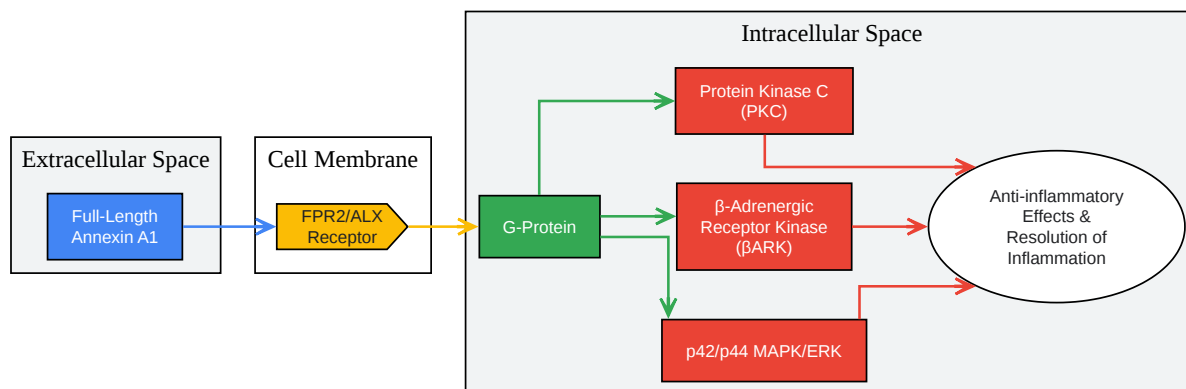 Extracellular Space
Full-Length
Annexin A1
Cell Membrane
FPR2/ALX
Receptor
Intracellular Space
G-Protein
Protein Kinase C
(PKC)
β-Adrenergic
Receptor Kinase
(βARK)
p42/p44 MAPK/ERK
Anti-inflammatory
Effects &
Resolution of
Inflammation